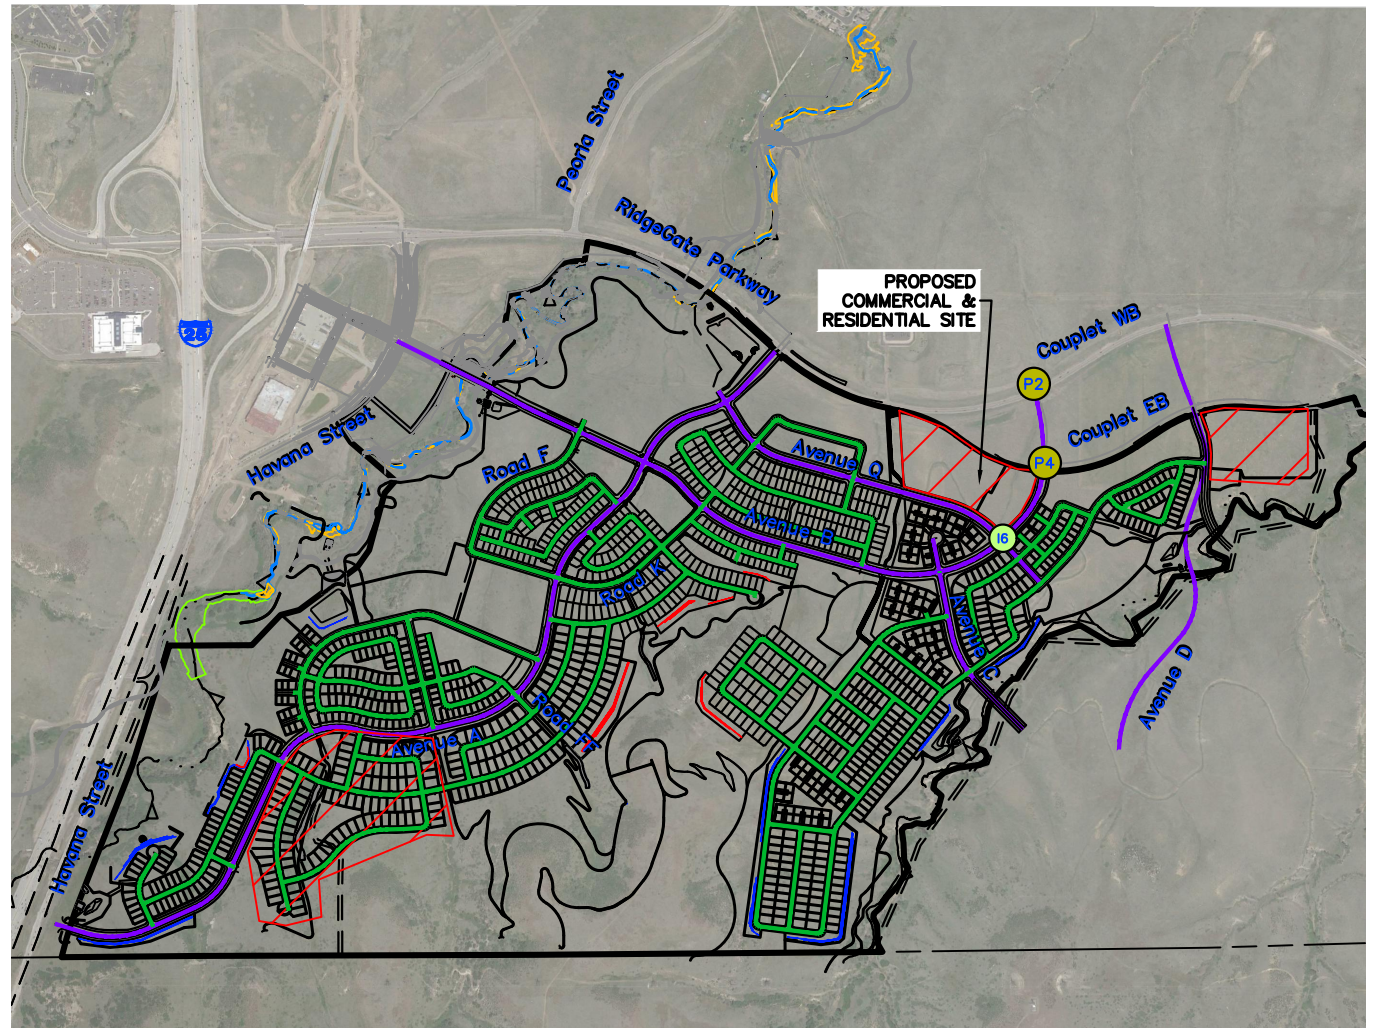 Peoria Street
RidgeGate Parkway
PROPOSED
COMMERCIAL &
RESIDENTIAL SITE
25
Couplet WB
P2
Couplet EB
Havana Street
Road F
Avenue Q
P4
Avenue B
I6
Road K
Avenue C
Avenue D
Road FF
Avenue A
Havana Street